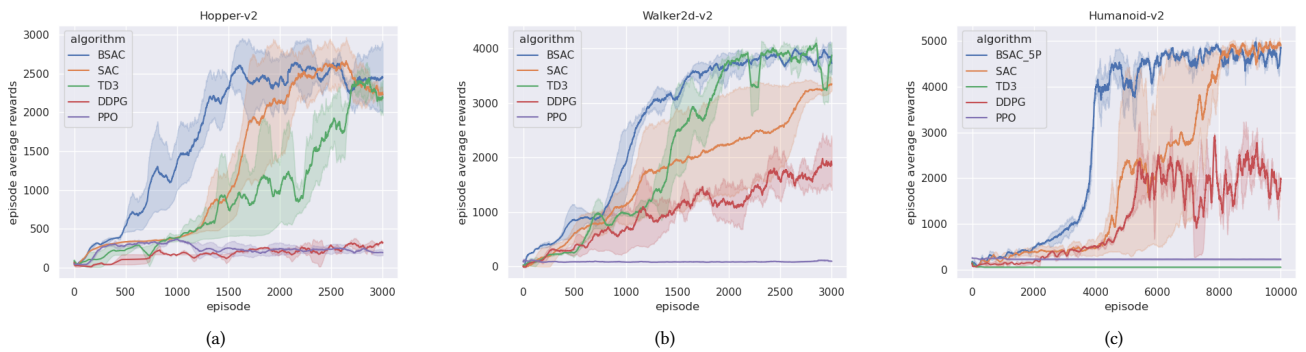 Hopper-v2
algorithm
BSAC
SAC
TD3
DDPG
PPO
episode average rewards
2500
2000
1500
1000
500
0
0 500 1000 1500 2000 2500 3000
episode
(a)
Walker2d-v2
algorithm
BSAC
SAC
TD3
DDPG
PPO
episode average rewards
4000
3000
2000
1000
0
0 500 1000 1500 2000 2500 3000
episode
(b)
Humanoid-v2
algorithm
BSAC_5P
SAC
TD3
DDPG
PPO
episode average rewards
5000
4000
3000
2000
1000
0
0 2000 4000 6000 8000 10000
episode
(c)